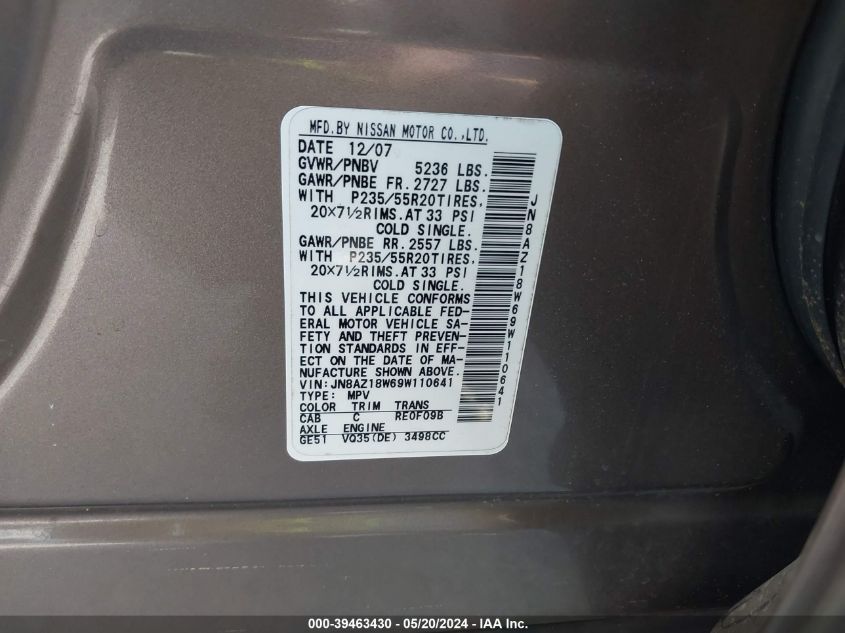 MFD.BY NISSAN MOTOR CO.,LTD.
DATE 12/07
GVWR/PNBV 5236 LBS.
GAWR/PNBE FR. 2727 LBS.
WITH P235/55R20TIRES,
20X7½RIMS.AT 33 PSI
COLD SINGLE.
GAWR/PNBE RR. 2557 LBS.
WITH P235/55R20TIRES,
20X7½RIMS.AT 33 PSI
COLD SINGLE.
THIS VEHICLE CONFORMS
TO ALL APPLICABLE FED-
ERAL MOTOR VEHICLE SA-
FETY AND THEFT PREVEN-
TION STANDARDS IN EFF-
ECT ON THE DATE OF MA-
NUFACTURE SHOWN ABOVE.
VIN:JN8AZ18W69W110641
TYPE: MPV
COLOR TRIM TRANS
CAB C RE0F09B
AXLE ENGINE
GE51 VQ35(DE) 3498CC
JN8AZ18W69W110641
000-39463430 - 05/20/2024 - IAA Inc.